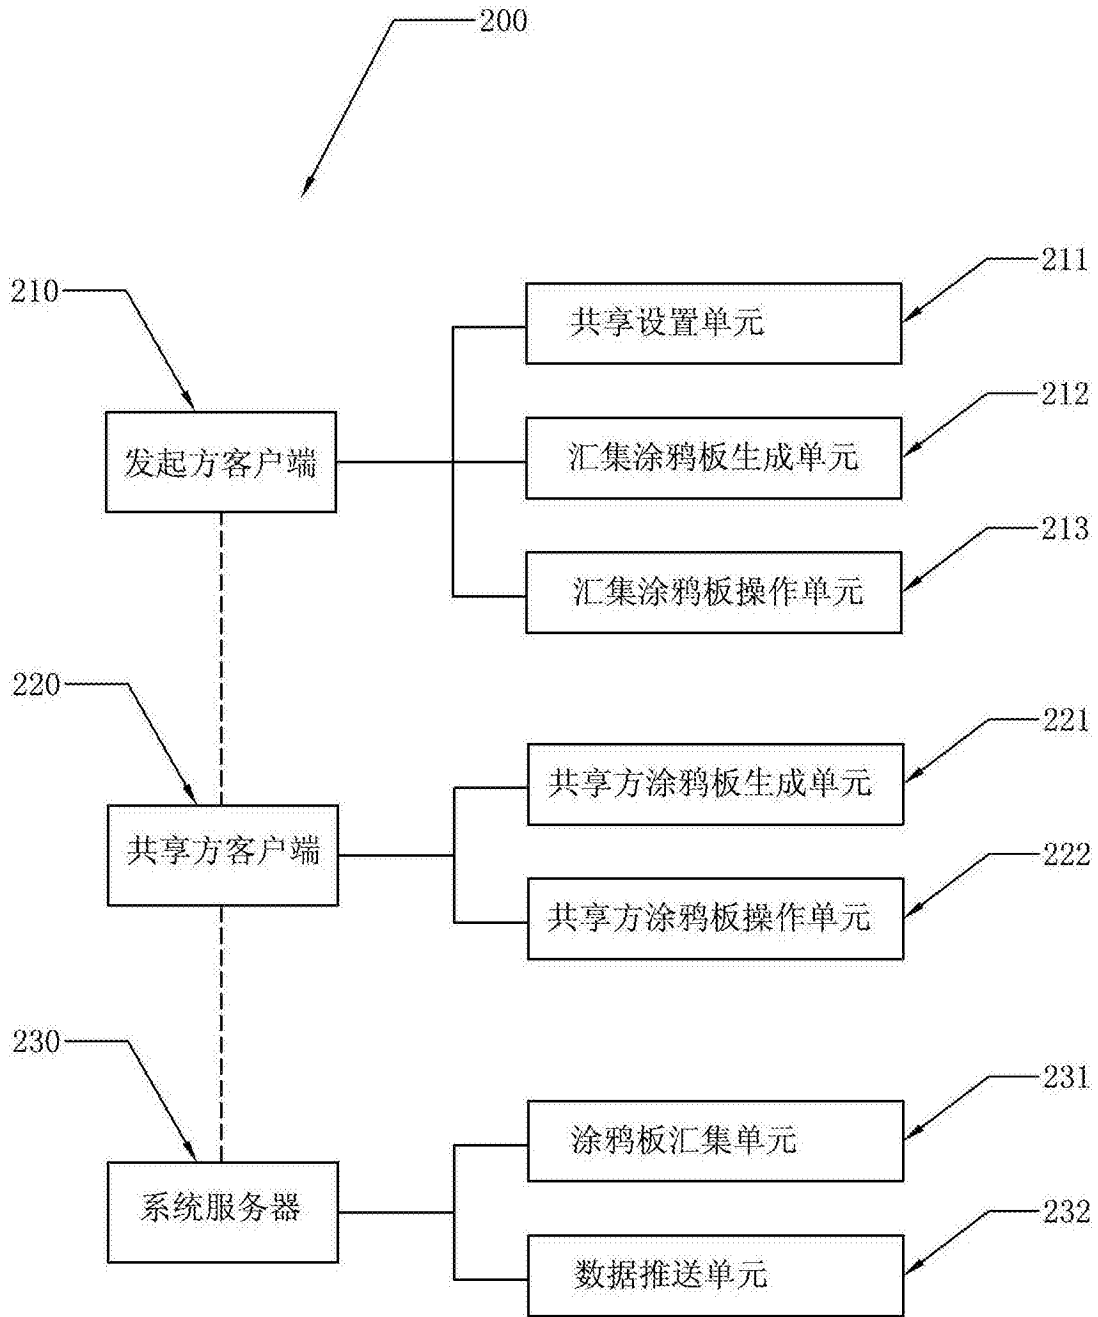 200
211
210
共享设置单元
212
发起方客户端
汇集涂鸦板生成单元
213
汇集涂鸦板操作单元
220
221
共享方涂鸦板生成单元
共享方客户端
222
共享方涂鸦板操作单元
230
231
涂鸦板汇集单元
系统服务器
232
数据推送单元